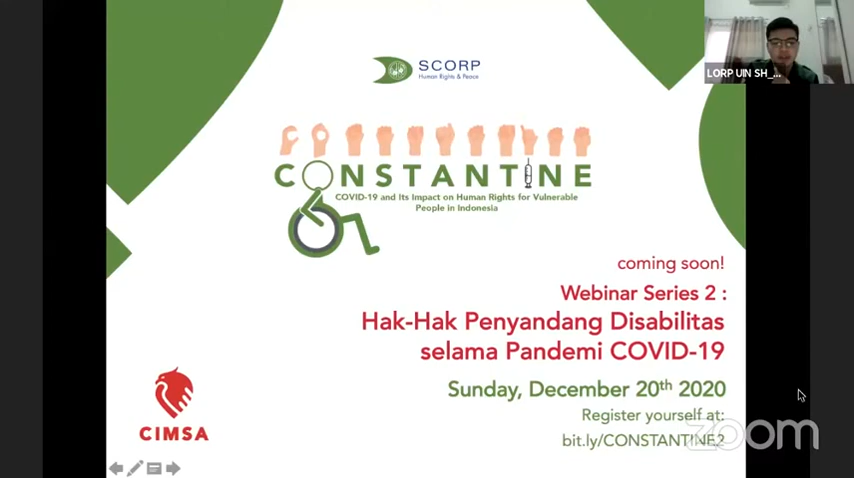 SCORP
Human Rights & Peace
LORP UIN SH_...
CONSTANTINE
COVID-19 and Its Impact on Human Rights for Vulnerable
People in Indonesia
coming soon!
Webinar Series 2 :
Hak-Hak Penyandang Disabilitas
selama Pandemi COVID-19
Sunday, December 20th 2020
Register yourself at:
bit.ly/CONSTANTINE2
CIMSA
zoom